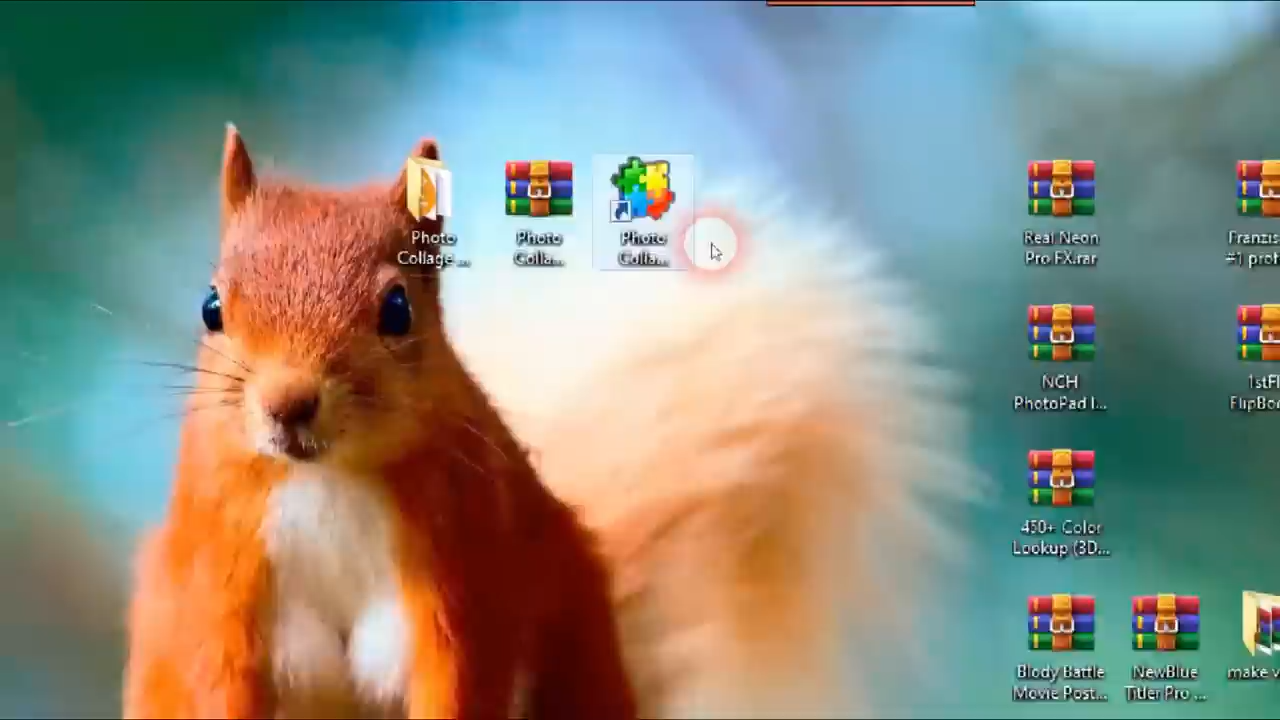 Photo
Collage ...
Photo
Colla...
Photo
Colla...
Real Neon
Pro FX.rar
Franzis
#1 prof
NCH
PhotoPad I...
1stFl
FlipBoo
450+ Color
Lookup (3D...
Blody Battle
Movie Post...
NewBlue
Titler Pro ...
make v